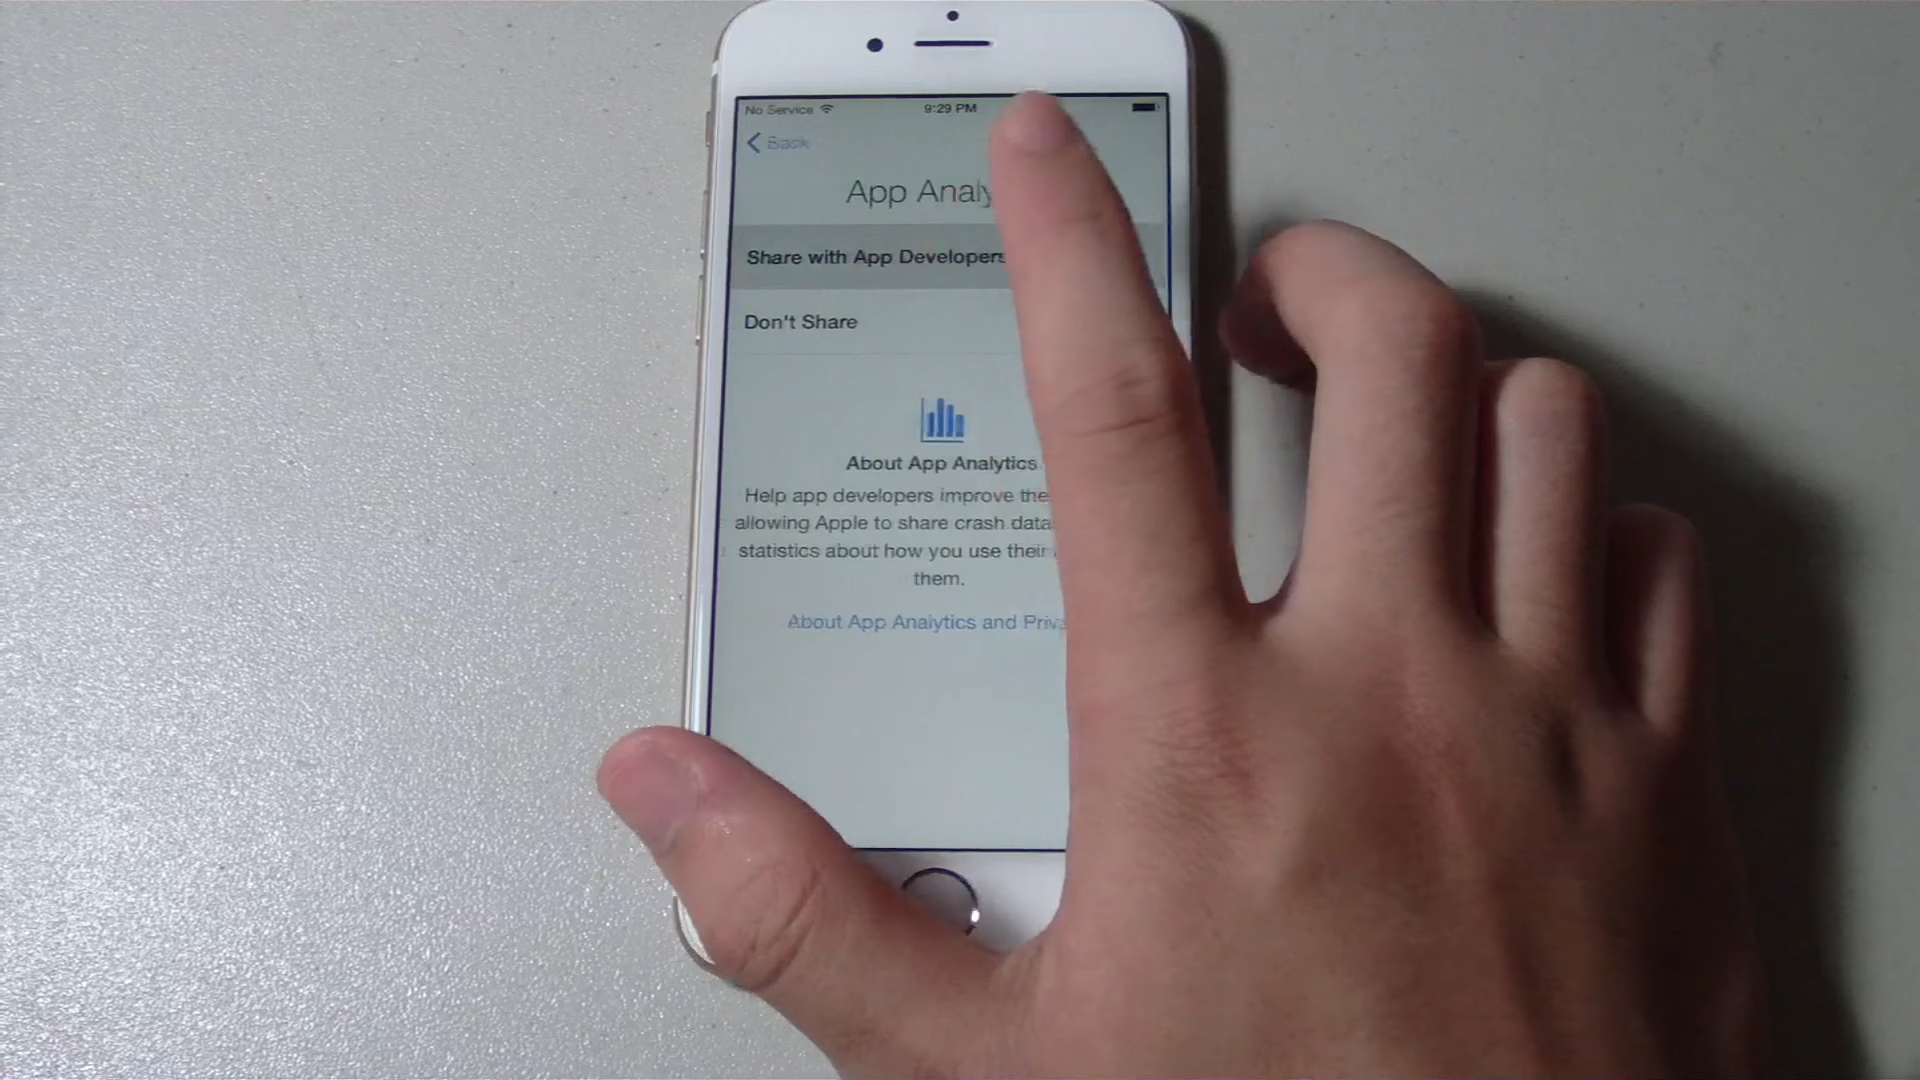 No Service 9:29 PM
Back
App Analy
Share with App Developers
Don't Share
About App Analytics
Help app developers improve the
allowing Apple to share crash data
statistics about how you use their
them.
About App Analytics and Priva